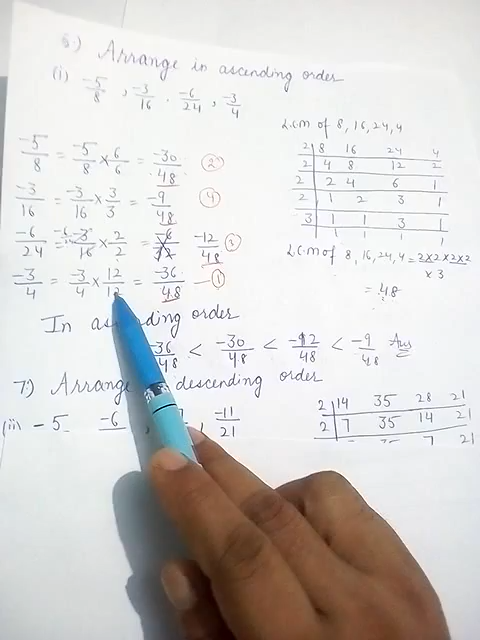 6.) Arrange in ascending order
(i) -5/8, -3/16, -6/24, -3/4
-5/8 = -5/8 × 6/6 = -30/48 (2)
-3/16 = -3/16 × 3/3 = -9/48 (4)
-6/24 = × 2/2 = -12/48 (3)
-3/4 = -3/4 × 12/12 = -36/48 - (1)
L.C.M of 8, 16, 24, 4
2 | 8 16 24 4
2 | 4 8 12 2
2 | 2 4 6 1
2 | 1 2 3 1
3 | 1 1 3 1
1 1 1 1
L.C.M of 8, 16, 24, 4 = 2×2×2×2
× 3
= 48
In ascending order
-36/48 < -30/48 < -12/48 < -9/48 Ans
7.) Arrange descending order
(ii) -5 -6 , , -11/21
2 | 14 35 28 21
2 | 7 35 14 21
7 21